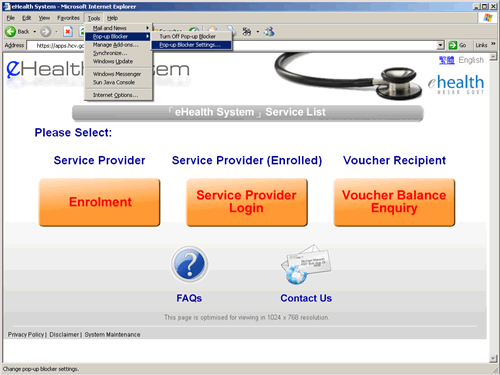 eHealth System - Microsoft Internet Explorer
File Edit View Favorites Tools Help
Mail and News
Pop-up Blocker
Manage Add-ons...
Synchronize...
Windows Update
Windows Messenger
Sun Java Console
Internet Options...
Turn Off Pop-up Blocker
Pop-up Blocker Settings...
Back
Address https://apps.hcv.go
Go Links »
繁體 English
eHealth System
ehealth
HKSAR GOVT
「eHealth System」Service List
Please Select:
Service Provider Service Provider (Enrolled) Voucher Recipient
Enrolment
Service Provider
Login
Voucher Balance
Enquiry
FAQs Contact Us
This page is optimised for viewing in 1024 x 768 resolution.
Privacy Policy | Disclaimer | System Maintenance
Change pop-up blocker settings.